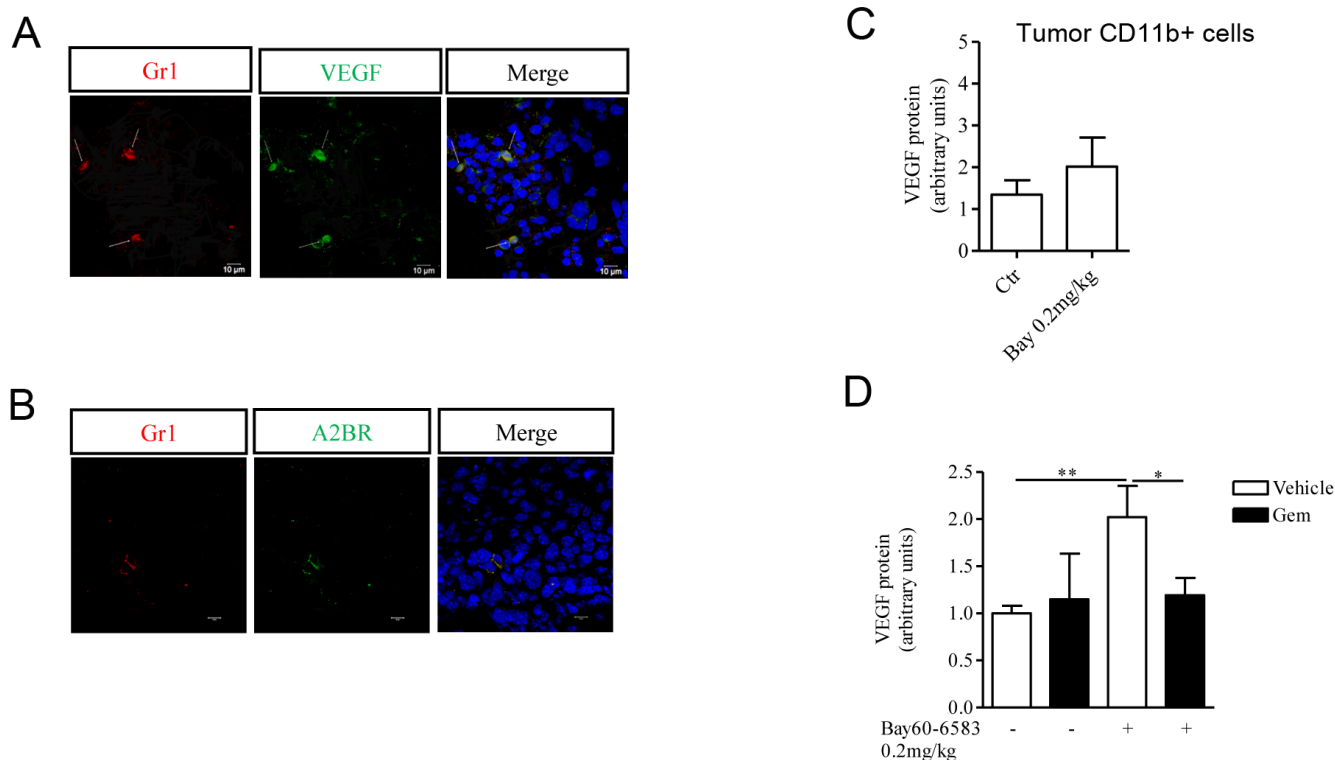 A
Gr1
VEGF
Merge
10 µm
10 µm
10 µm
B
Gr1
A2BR
Merge
C
Tumor CD11b+ cells
VEGF protein
(arbitrary units)
5
4
3
2
1
0
Ctr
Bay 0.2mg/kg
D
VEGF protein
(arbitrary units)
2.5
2.0
1.5
1.0
0.5
0.0
**
*
Vehicle
Gem
Bay60-6583 - - + +
0.2mg/kg